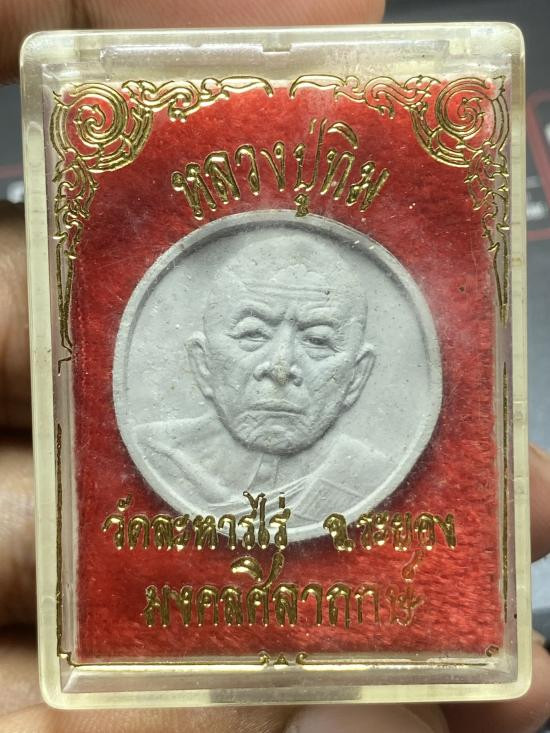 หลวงปู่ทิม
วัดละหารไร่ จ.ระยอง
มงคลศิลาฤกษ์